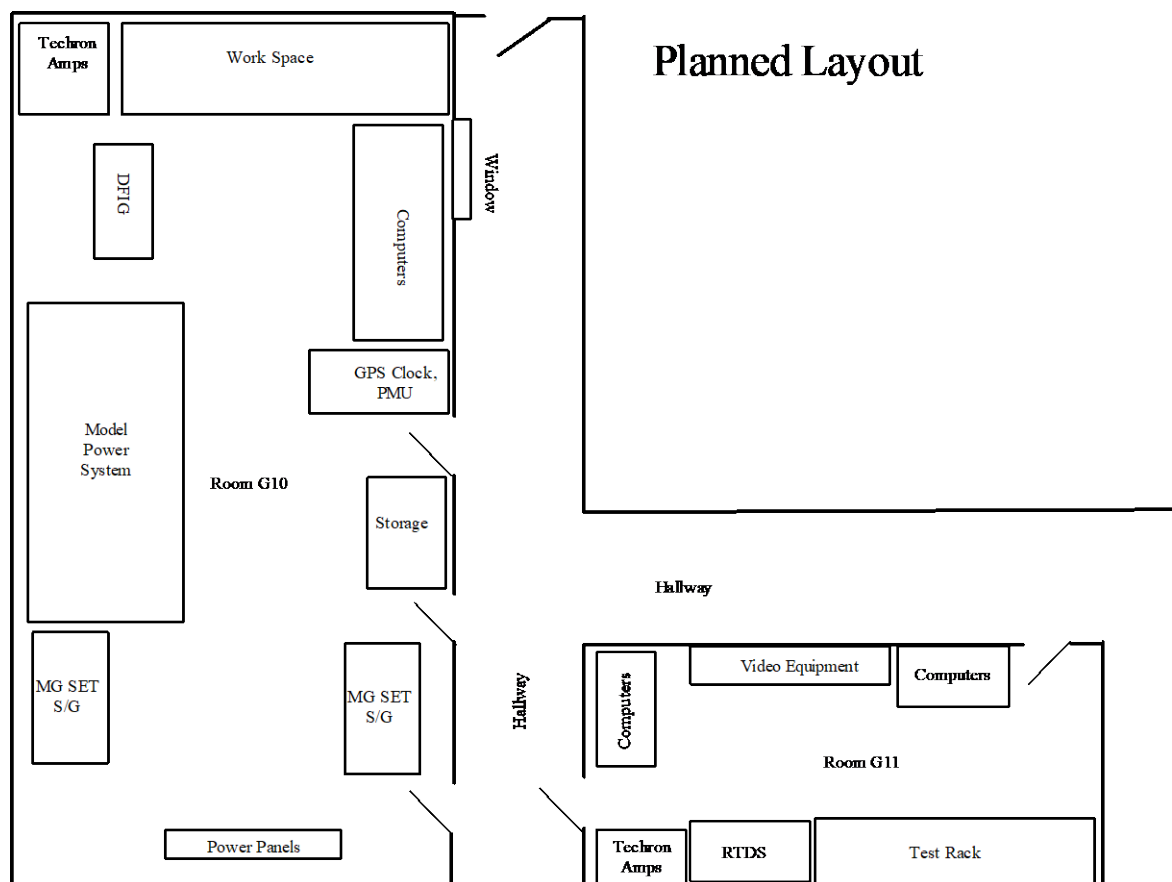 Planned Layout
Techron
Amps
Work Space
DFIG
Computers
Window
GPS Clock,
PMU
Model
Power
System
Room G10
Storage
Hallway
MG SET
S/G
MG SET
S/G
Hallway
Computers
Video Equipment
Computers
Room G11
Power Panels
Techron
Amps
RTDS
Test Rack